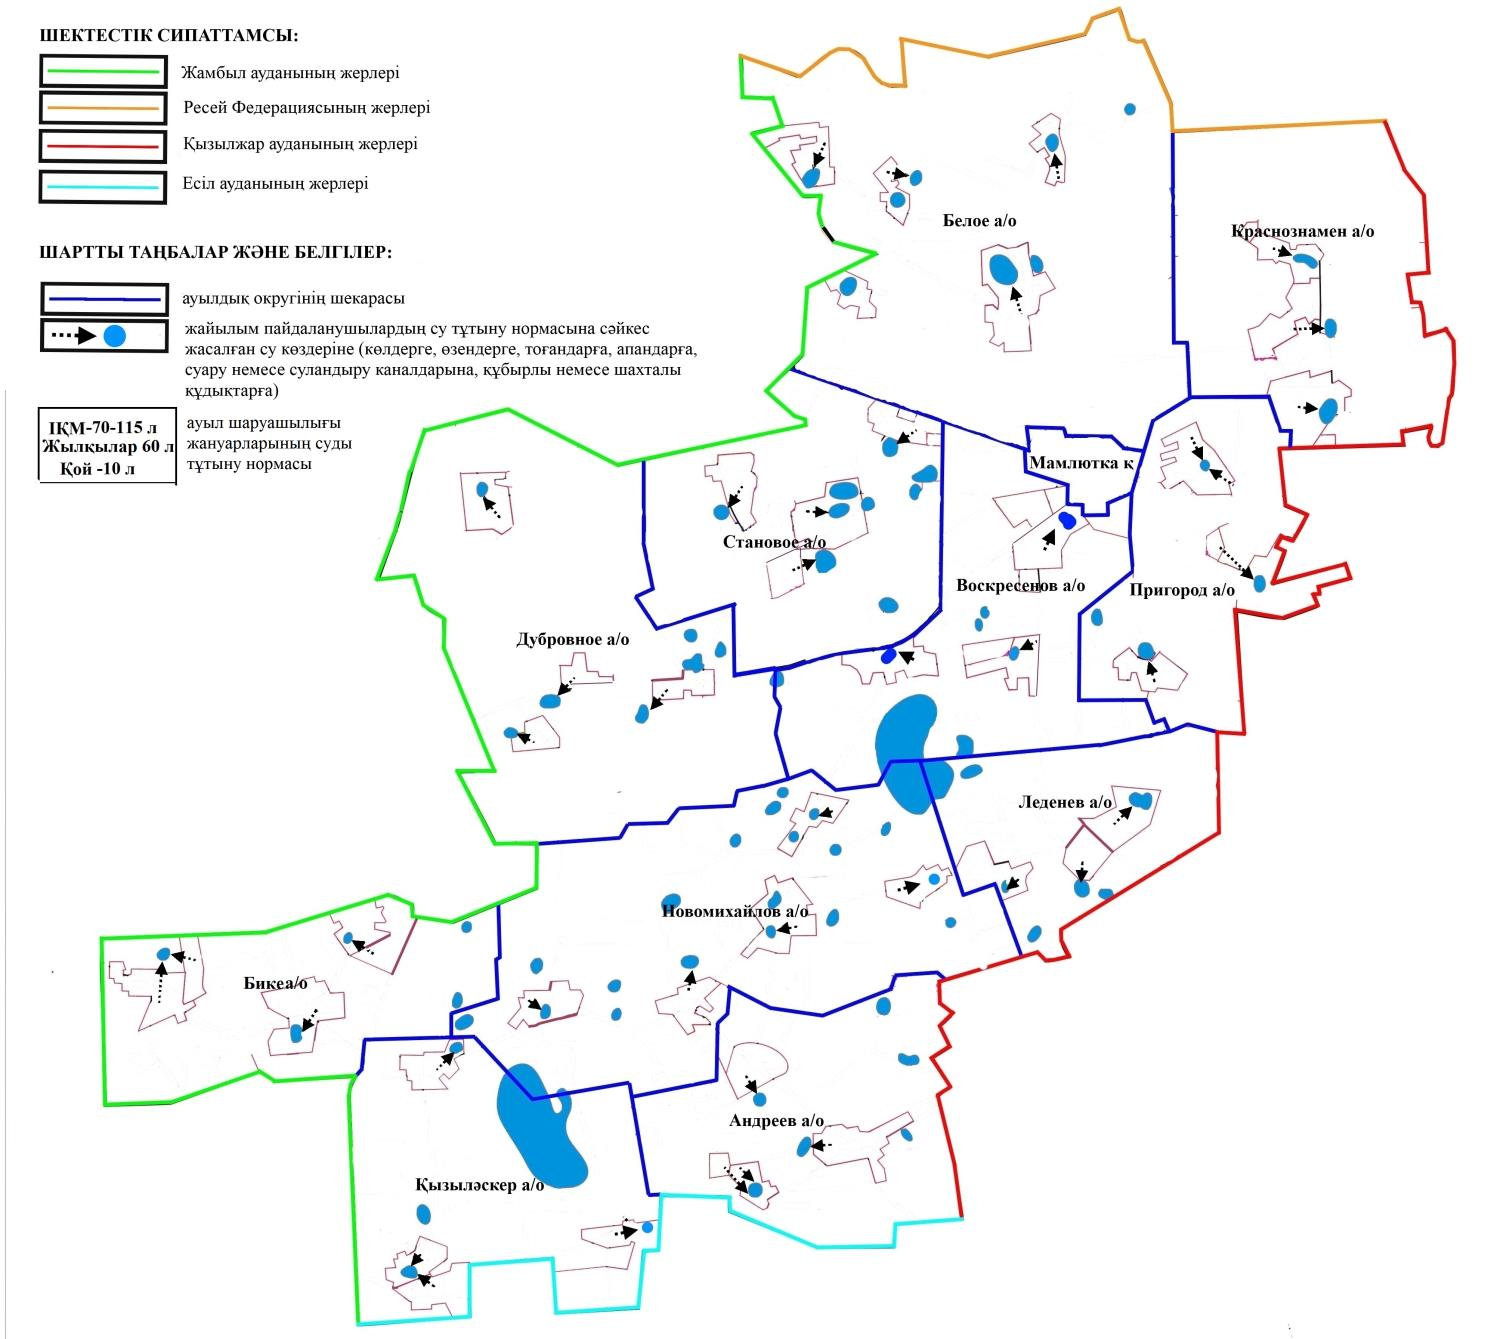 ШЕКТЕСТІК СИПАТТАМСЫ:
Жамбыл ауданының жерлері
Ресей Федерациясының жерлері
Қызылжар ауданының жерлері
Есіл ауданының жерлері
ШАРТТЫ ТАҢБАЛАР ЖӘНЕ БЕЛГІЛЕР:
ауылдық округінің шекарасы
жайылым пайдаланушылардың су тұтыну нормасына сәйкес
жасалған су көздеріне (көлдерге, өзендерге, тоғандарға, апандарға,
суару немесе суландыру каналдарына, құбырлы немесе шахталы
құдықтарға)
ІҚМ-70-115 л
Жылқылар 60 л
Қой -10 л
ауыл шаруашылығы
жануарларының суды
тұтыну нормасы
Белое а/о
Краснознамен а/о
Мамлютка қ
Становое а/о
Воскресенов а/о
Пригород а/о
Дубровное а/о
Леденев а/о
Новомихайлов а/о
Бикеа/о
Андреев а/о
Қызыләскер а/о